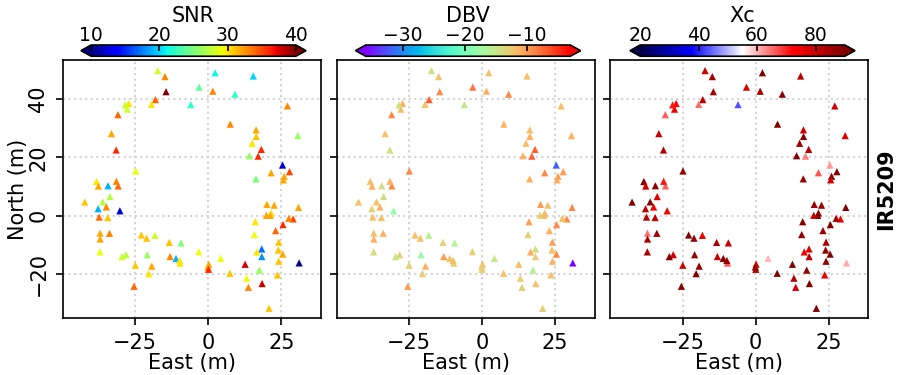 SNR DBV Xc
10 20 30 40 −30 −20 −10 20 40 60 80
North (m)
40
20
0
−20
IR5209
−25 0 25 −25 0 25 −25 0 25
East (m) East (m) East (m)